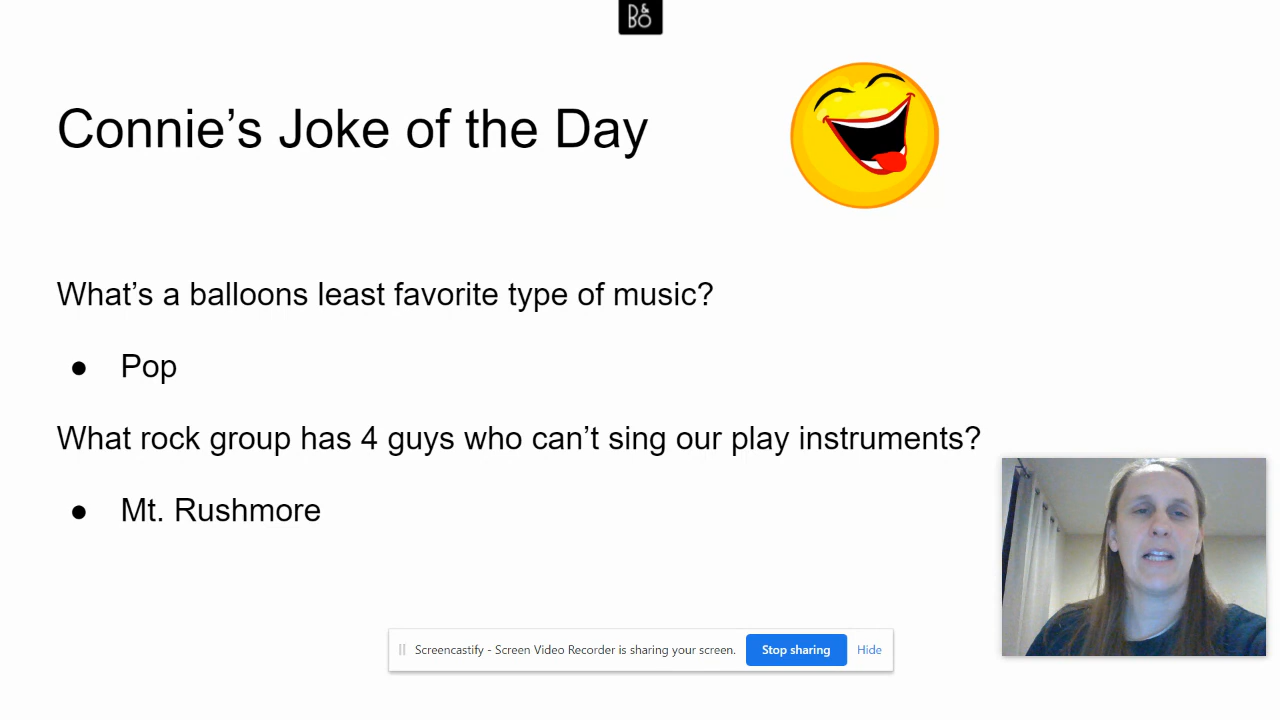 B&O
Connie’s Joke of the Day
What’s a balloons least favorite type of music?
● Pop
What rock group has 4 guys who can’t sing our play instruments?
● Mt. Rushmore
Screencastify - Screen Video Recorder is sharing your screen. Stop sharing Hide